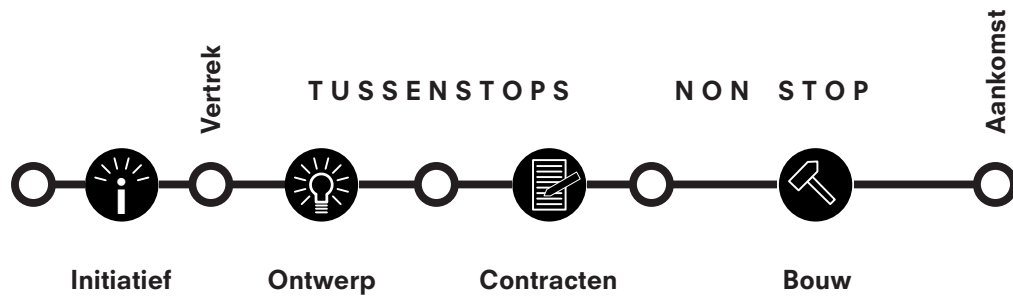 Vertrek
TUSSENSTOPS
NON STOP
Aankomst
Initiatief
Ontwerp
Contracten
Bouw